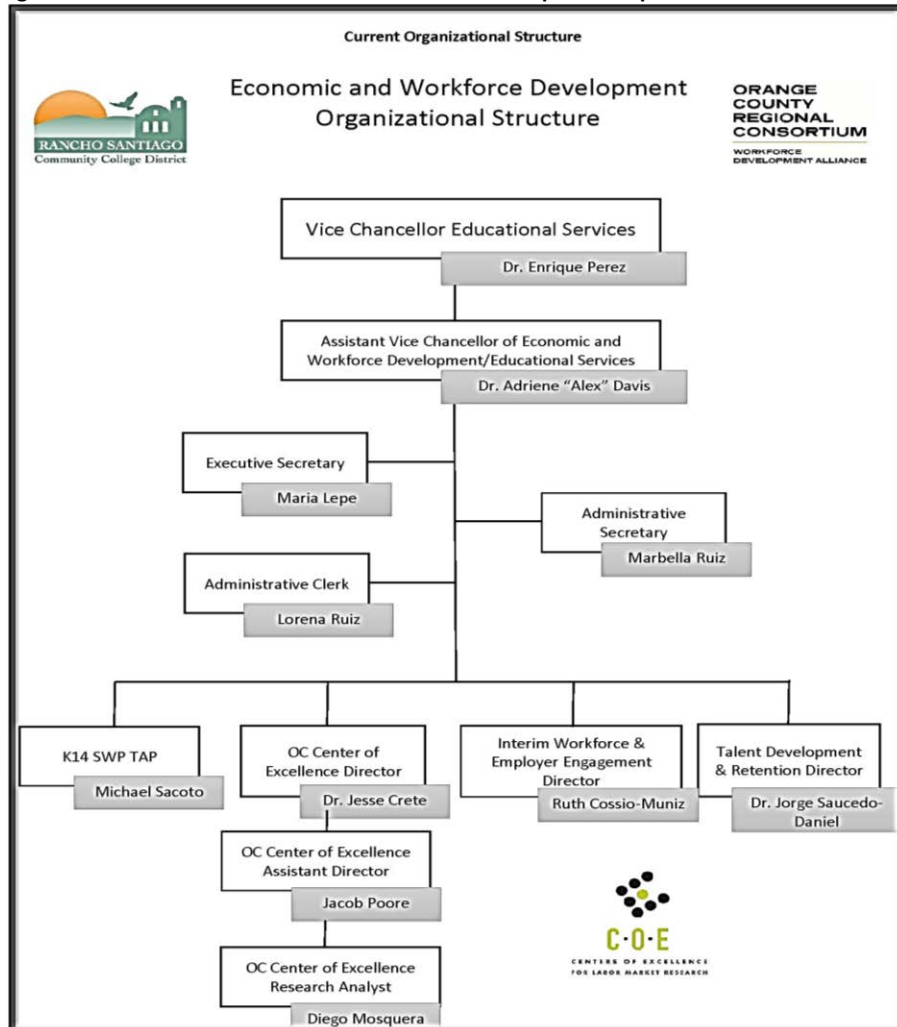 Current Organizational Structure
Economic and Workforce Development
Organizational Structure
RANCHO SANTIAGO
Community College District
ORANGE
COUNTY
REGIONAL
CONSORTIUM
WORKFORCE
DEVELOPMENT ALLIANCE
Vice Chancellor Educational Services
Dr. Enrique Perez
Assistant Vice Chancellor of Economic and
Workforce Development/Educational Services
Dr. Adriene “Alex” Davis
Executive Secretary
Maria Lepe
Administrative
Secretary
Marbella Ruiz
Administrative Clerk
Lorena Ruiz
K14 SWP TAP
Michael Sacoto
OC Center of
Excellence Director
Dr. Jesse Crete
Interim Workforce &
Employer Engagement
Director
Ruth Cossio-Muniz
Talent Development
& Retention Director
Dr. Jorge Saucedo-
Daniel
OC Center of Excellence
Assistant Director
Jacob Poore
OC Center of Excellence
Research Analyst
Diego Mosquera
C·O·E
CENTERS OF EXCELLENCE
FOR LABOR MARKET RESEARCH